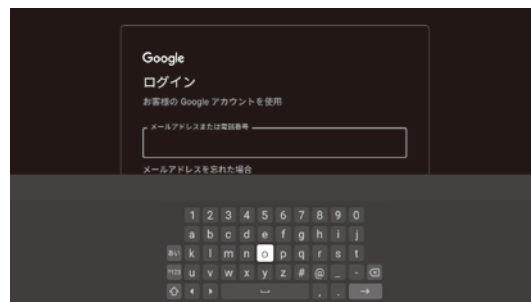 Google
ログイン
お客様の Google アカウントを使用
メールアドレスまたは電話番号
メールアドレスを忘れた場合
1 2 3 4 5 6 7 8 9 0
a b c d e f g h i j
あい k l m n o p q r s t
?123 u v w x y z # @ _ -
, .